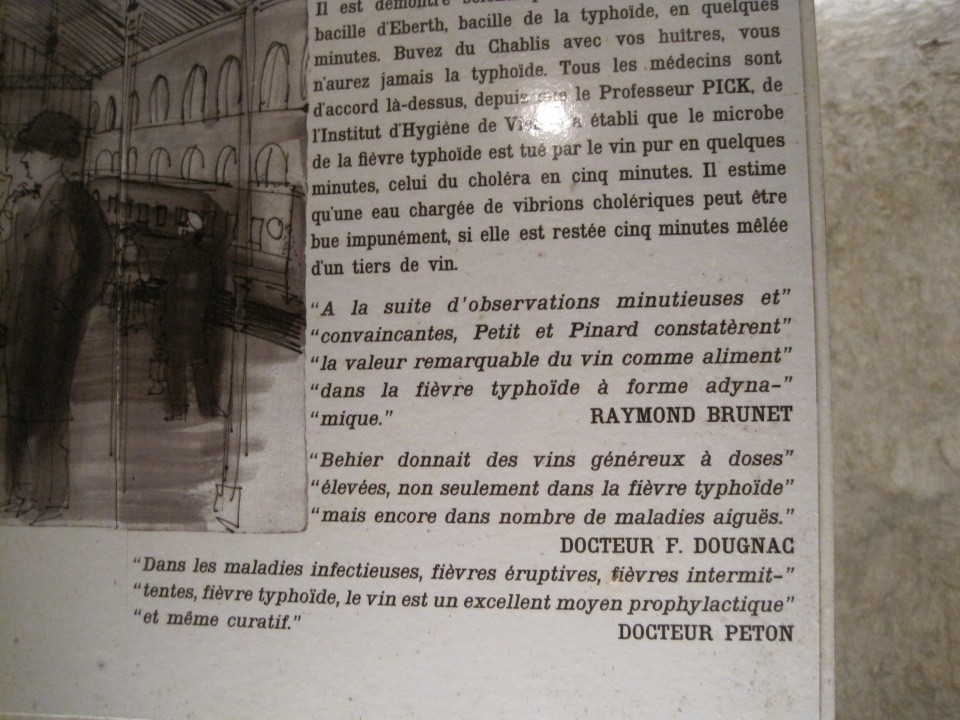 Il est démontré
bacille d'Eberth, bacille de la typhoïde, en quelques
minutes. Buvez du Chablis avec vos huîtres, vous
n'aurez jamais la typhoïde. Tous les médecins sont
d'accord là-dessus, depuis que le Professeur PICK, de
l'Institut d'Hygiène de a établi que le microbe
de la fièvre typhoïde est tué par le vin pur en quelques
minutes, celui du choléra en cinq minutes. Il estime
qu'une eau chargée de vibrions cholériques peut être
bue impunément, si elle est restée cinq minutes mêlée
d'un tiers de vin.
“A la suite d'observations minutieuses et”
“convaincantes, Petit et Pinard constatèrent”
“la valeur remarquable du vin comme aliment”
“dans la fièvre typhoïde à forme adyna-”
“mique.” RAYMOND BRUNET
“Behier donnait des vins généreux à doses”
“élevées, non seulement dans la fièvre typhoïde”
“mais encore dans nombre de maladies aiguës.”
DOCTEUR F. DOUGNAC
“Dans les maladies infectieuses, fièvres éruptives, fièvres intermit-”
“tentes, fièvre typhoïde, le vin est un excellent moyen prophylactique”
“et même curatif.” DOCTEUR PETON